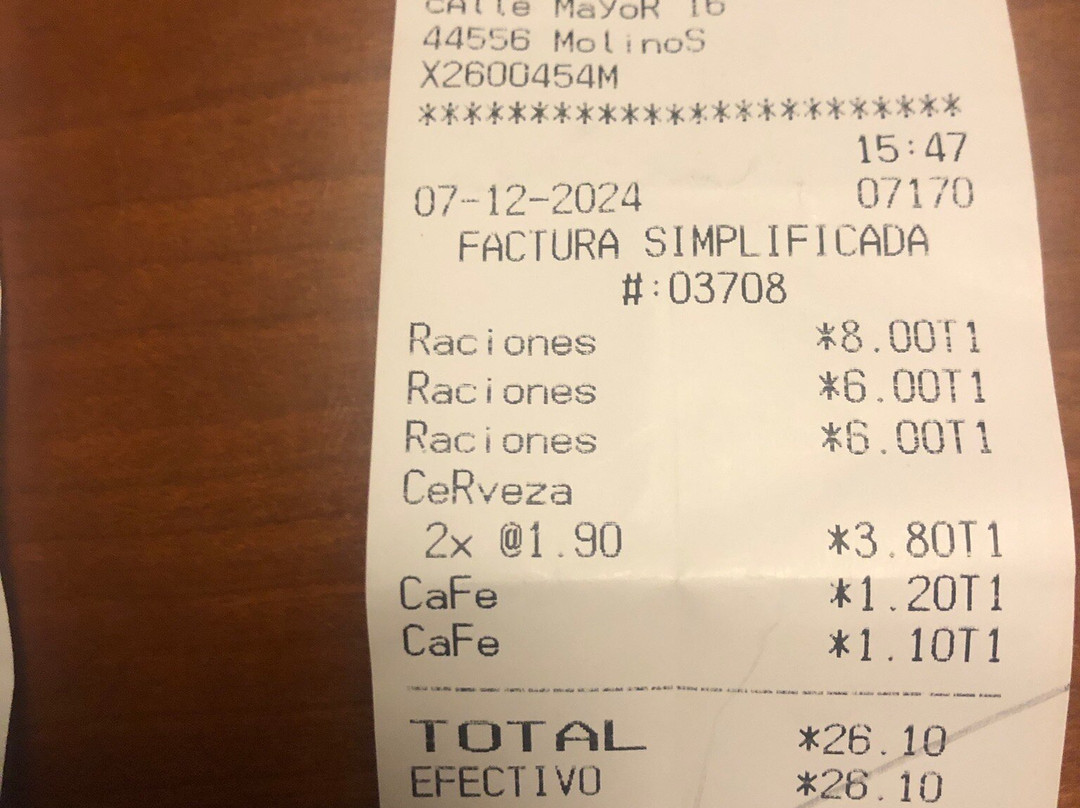 CAlle MaYoR 16
44556 MolinoS
X2600454M
************************
15:47
07-12-2024 07170
FACTURA SIMPLIFICADA
#:03708
Raciones *8.00T1
Raciones *6.00T1
Raciones *6.00T1
CeRveza
2x @1.90 *3.80T1
CaFe *1.20T1
CaFe *1.10T1
TOTAL *26.10
EFECTIVO *26.10